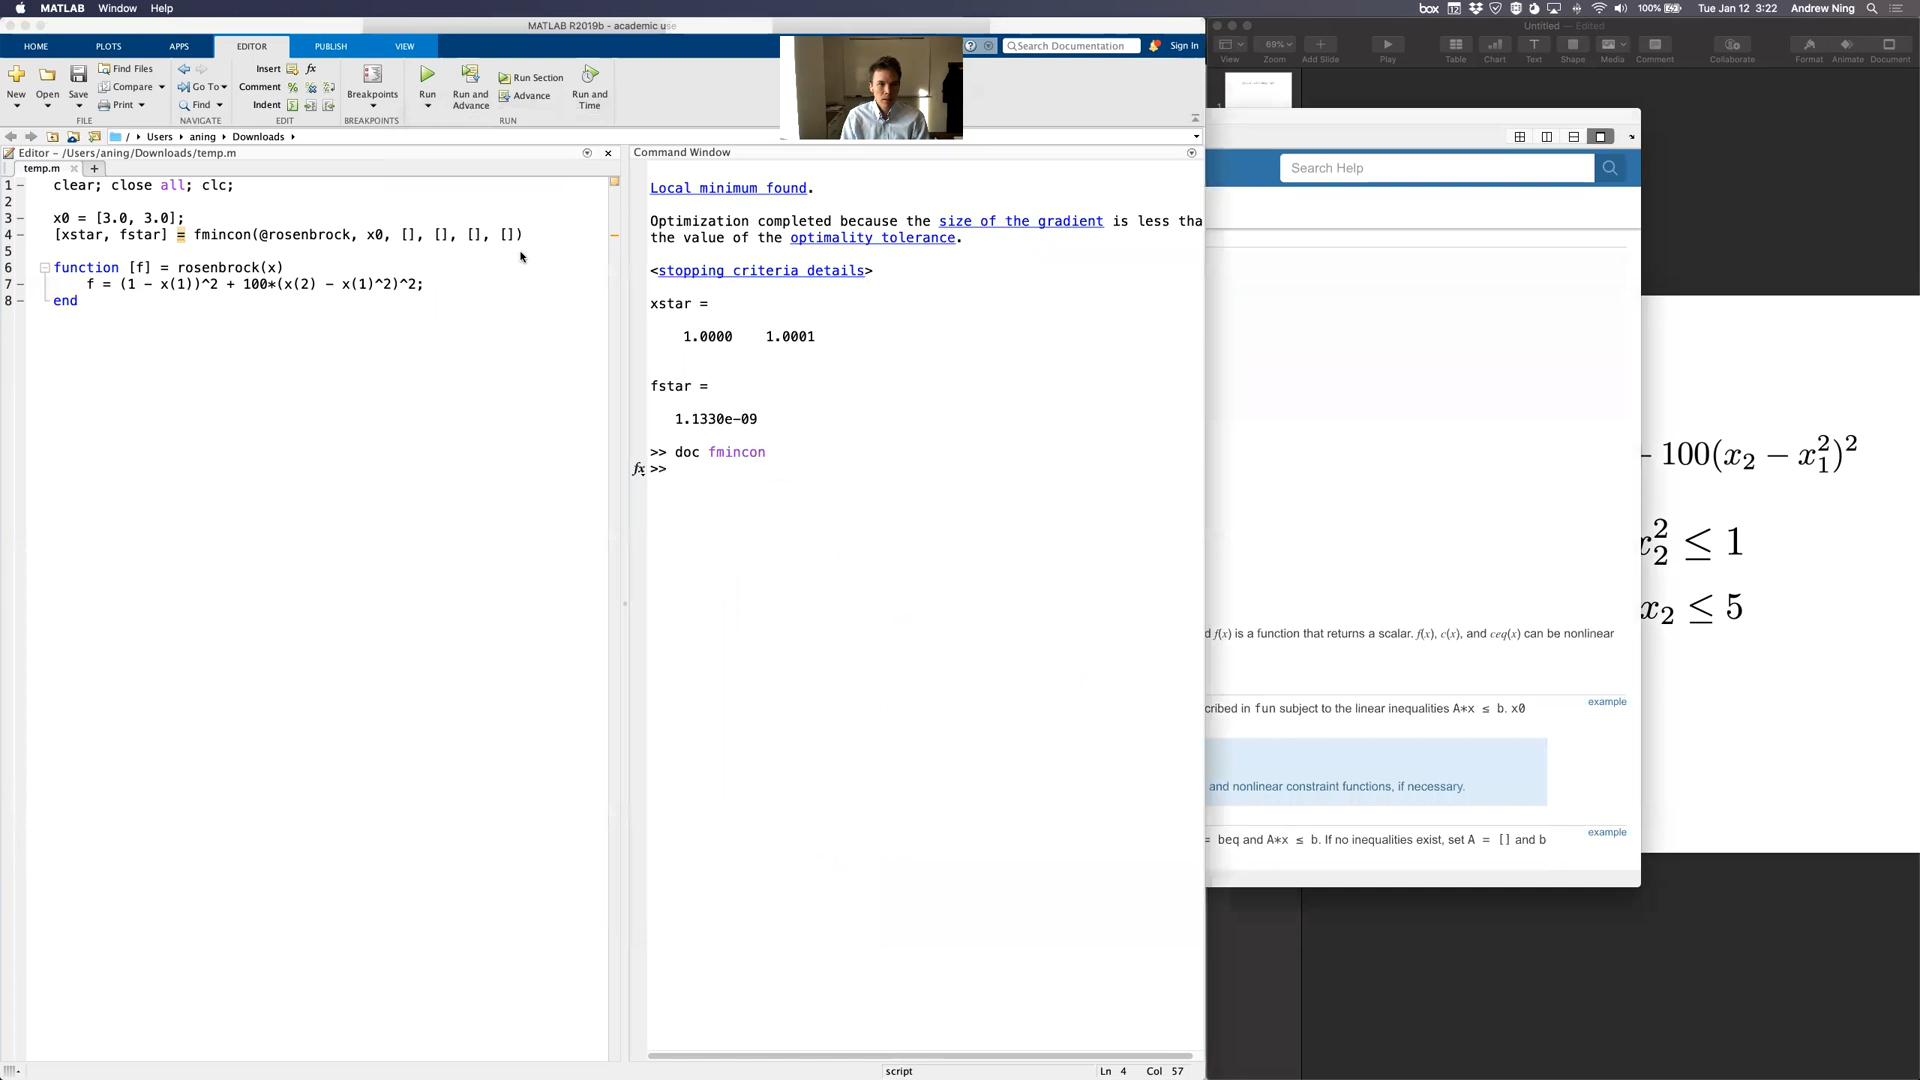 MATLAB Window Help
box 12 100% Tue Jan 12 3:22 Andrew Ning
MATLAB R2019b - academic use
Untitled — Edited
HOME PLOTS APPS EDITOR PUBLISH VIEW
Search Documentation Sign In
New Open Save Find Files Compare Print
FILE
Go To Find
NAVIGATE
Insert fx
Comment
Indent
EDIT
Breakpoints
BREAKPOINTS
Run Run and Advance Run Section Advance Run and Time
RUN
View 69% Zoom Add Slide Play Table Chart Text Shape Media Comment Collaborate Format Animate Document
/ Users aning Downloads
Editor - /Users/aning/Downloads/temp.m
temp.m
1 clear; close all; clc;
2
3 x0 = [3.0, 3.0];
4 [xstar, fstar] = fmincon(@rosenbrock, x0, [], [], [], [])
5
6 function [f] = rosenbrock(x)
7 f = (1 - x(1))^2 + 100*(x(2) - x(1)^2)^2;
8 end
Command Window
Local minimum found.
Optimization completed because the size of the gradient is less tha
the value of the optimality tolerance.
<stopping criteria details>
xstar =
1.0000 1.0001
fstar =
1.1330e-09
>> doc fmincon
fx >>
Search Help
d f(x) is a function that returns a scalar. f(x), c(x), and ceq(x) can be nonlinear
example
cribed in fun subject to the linear inequalities A*x ≤ b. x0
and nonlinear constraint functions, if necessary.
example
= beq and A*x ≤ b. If no inequalities exist, set A = [] and b
100(x₂ − x₁²)²
x₂² ≤ 1
x₂ ≤ 5
script Ln 4 Col 57